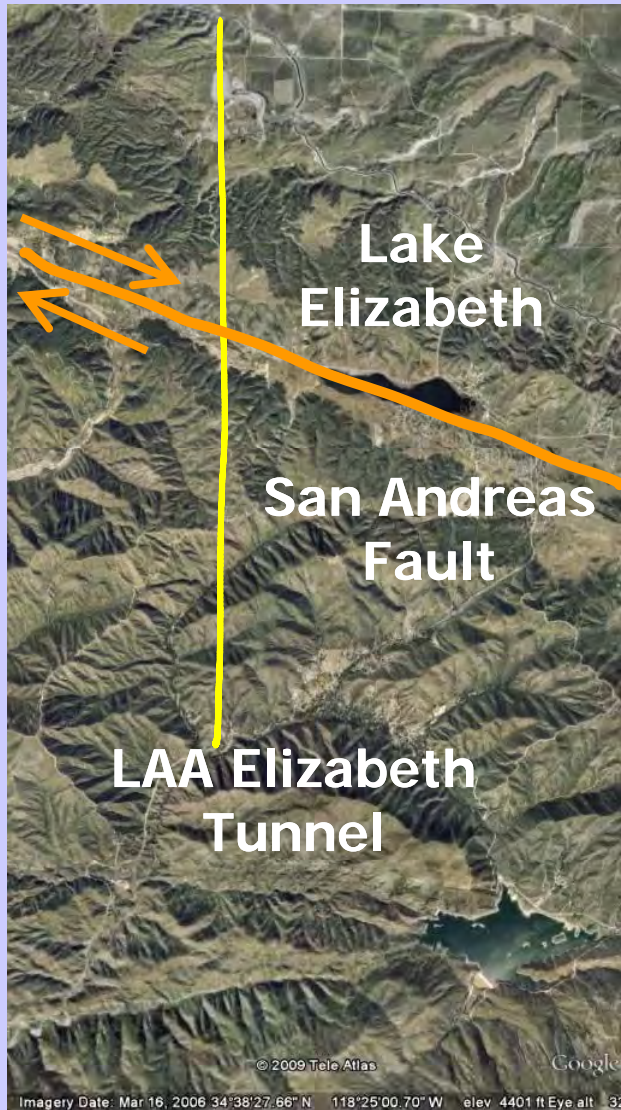 Lake
Elizabeth
San Andreas
Fault
LAA Elizabeth
Tunnel
© 2009 Tele Atlas
Google
Imagery Date: Mar 16, 2006 34°38'27.66" N 118°25'00.70" W elev 4401 ft Eye alt 32